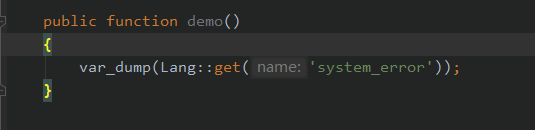 public function demo()
{
var_dump(Lang::get( name: 'system_error'));
}